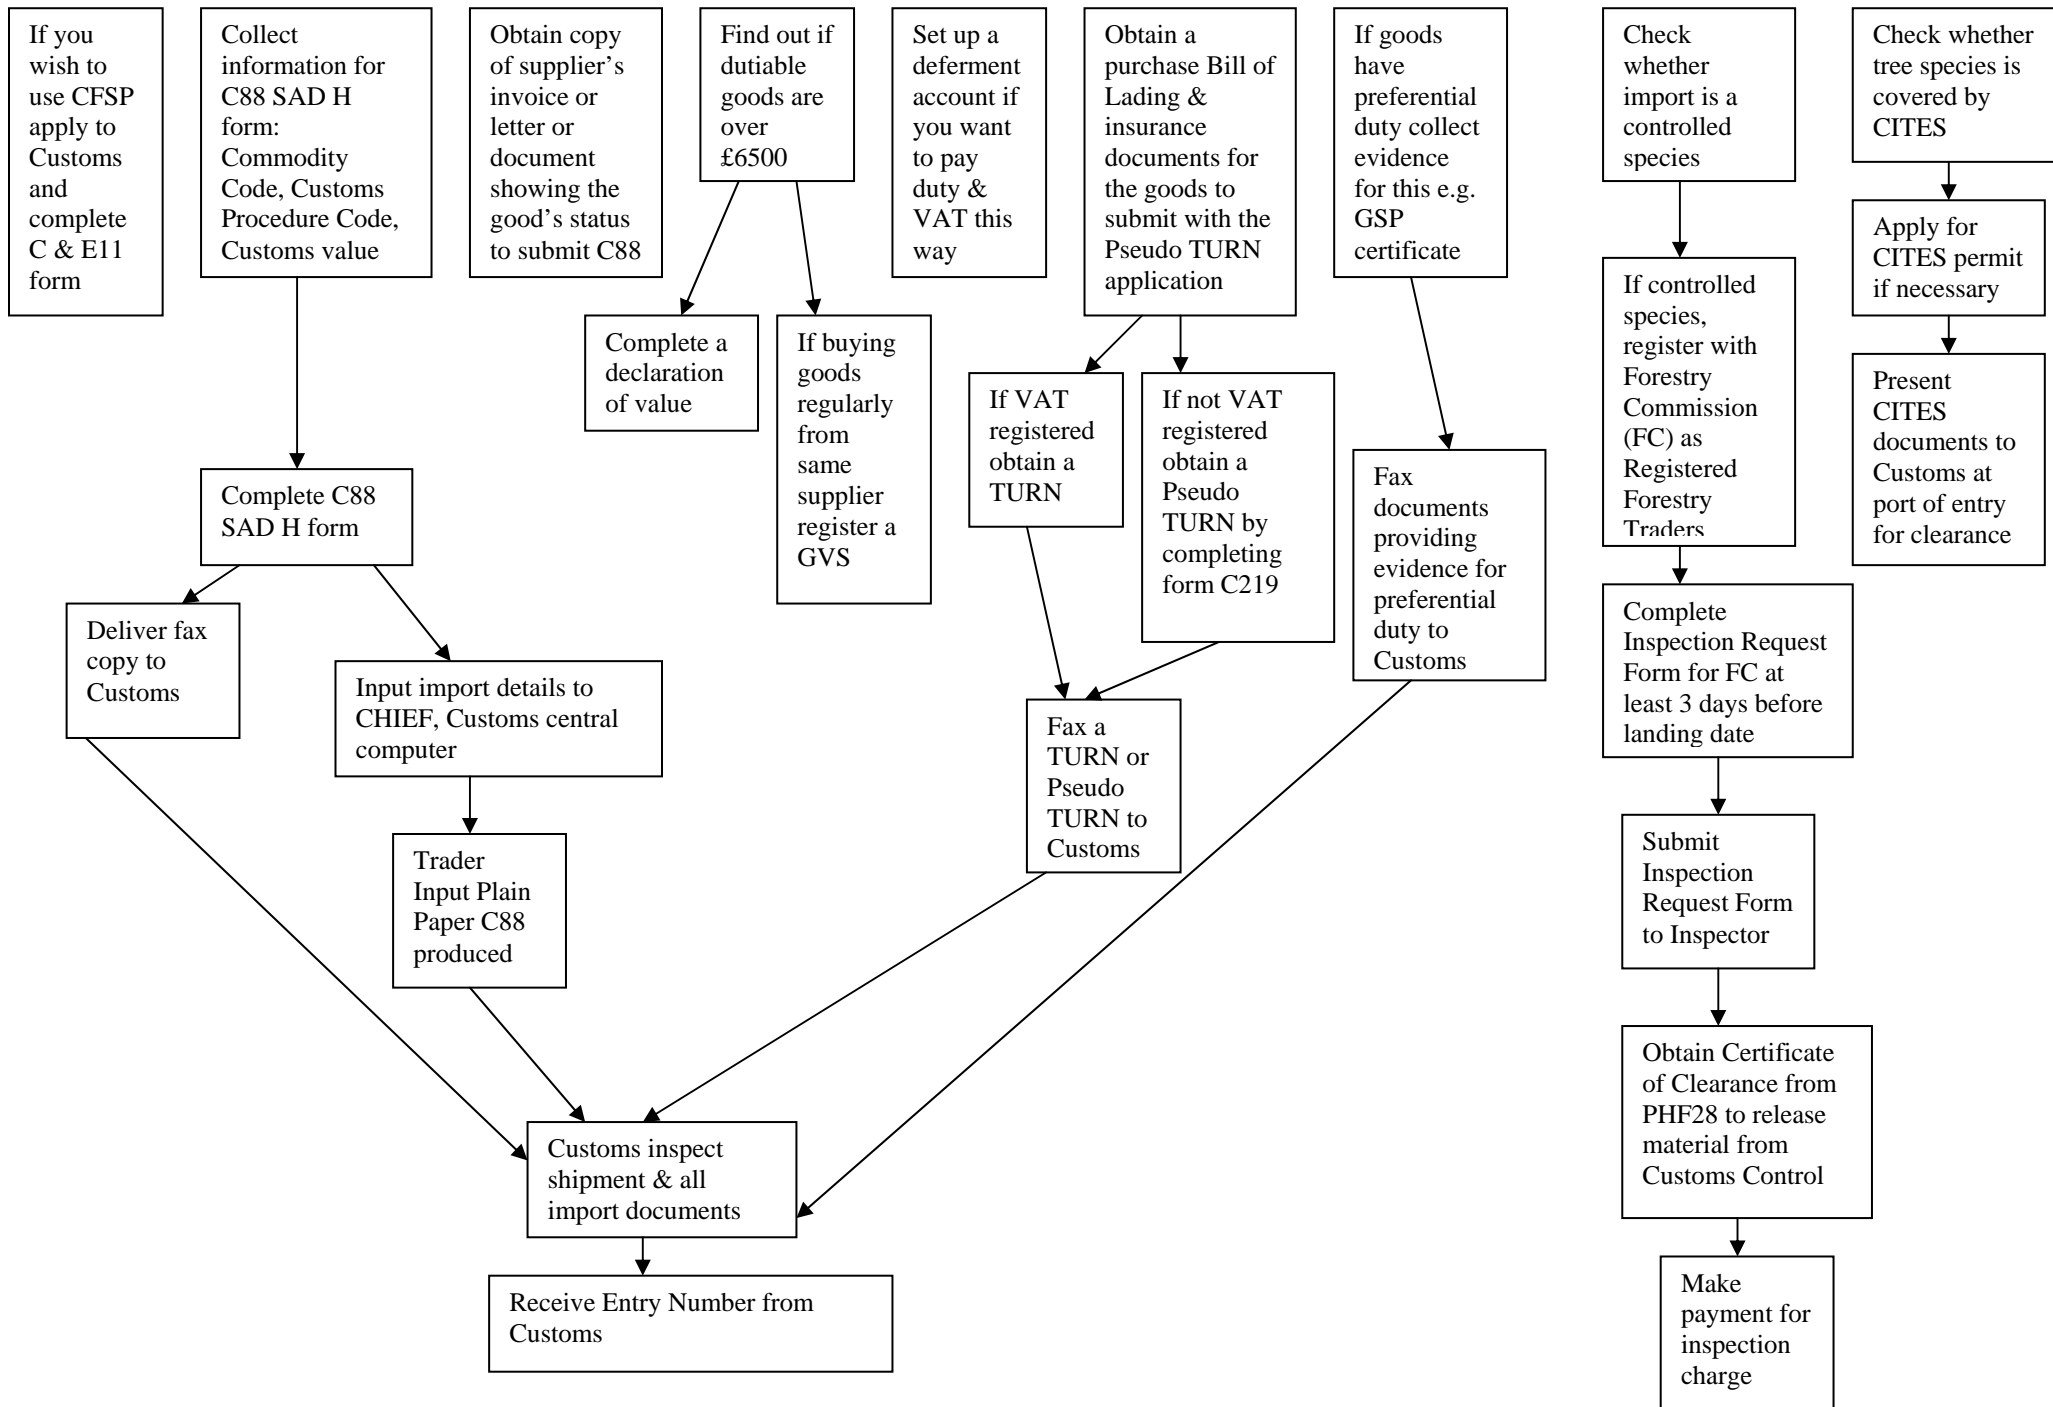 If you
wish to
use CFSP
apply to
Customs
and
complete
C & E11
form
Collect
information for
C88 SAD H
form:
Commodity
Code, Customs
Procedure Code,
Customs value
Obtain copy
of supplier’s
invoice or
letter or
document
showing the
good’s status
to submit C88
Find out if
dutiable
goods are
over
£6500
Set up a
deferment
account if
you want
to pay
duty &
VAT this
way
Obtain a
purchase Bill of
Lading &
insurance
documents for
the goods to
submit with the
Pseudo TURN
application
If goods
have
preferential
duty collect
evidence
for this e.g.
GSP
certificate
Check
whether
import is a
controlled
species
Check whether
tree species is
covered by
CITES
Apply for
CITES permit
if necessary
If controlled
species,
register with
Forestry
Commission
(FC) as
Registered
Forestry
Traders
Complete a
declaration
of value
If buying
goods
regularly
from
same
supplier
register a
GVS
Present
CITES
documents to
Customs at
port of entry
for clearance
If VAT
registered
obtain a
TURN
If not VAT
registered
obtain a
Pseudo
TURN by
completing
form C219
Fax
documents
providing
evidence for
preferential
duty to
Customs
Complete C88
SAD H form
Deliver fax
copy to
Customs
Complete
Inspection Request
Form for FC at
least 3 days before
landing date
Input import details to
CHIEF, Customs central
computer
Fax a
TURN or
Pseudo
TURN to
Customs
Submit
Inspection
Request Form
to Inspector
Trader
Input Plain
Paper C88
produced
Obtain Certificate
of Clearance from
PHF28 to release
material from
Customs Control
Customs inspect
shipment & all
import documents
Receive Entry Number from
Customs
Make
payment for
inspection
charge